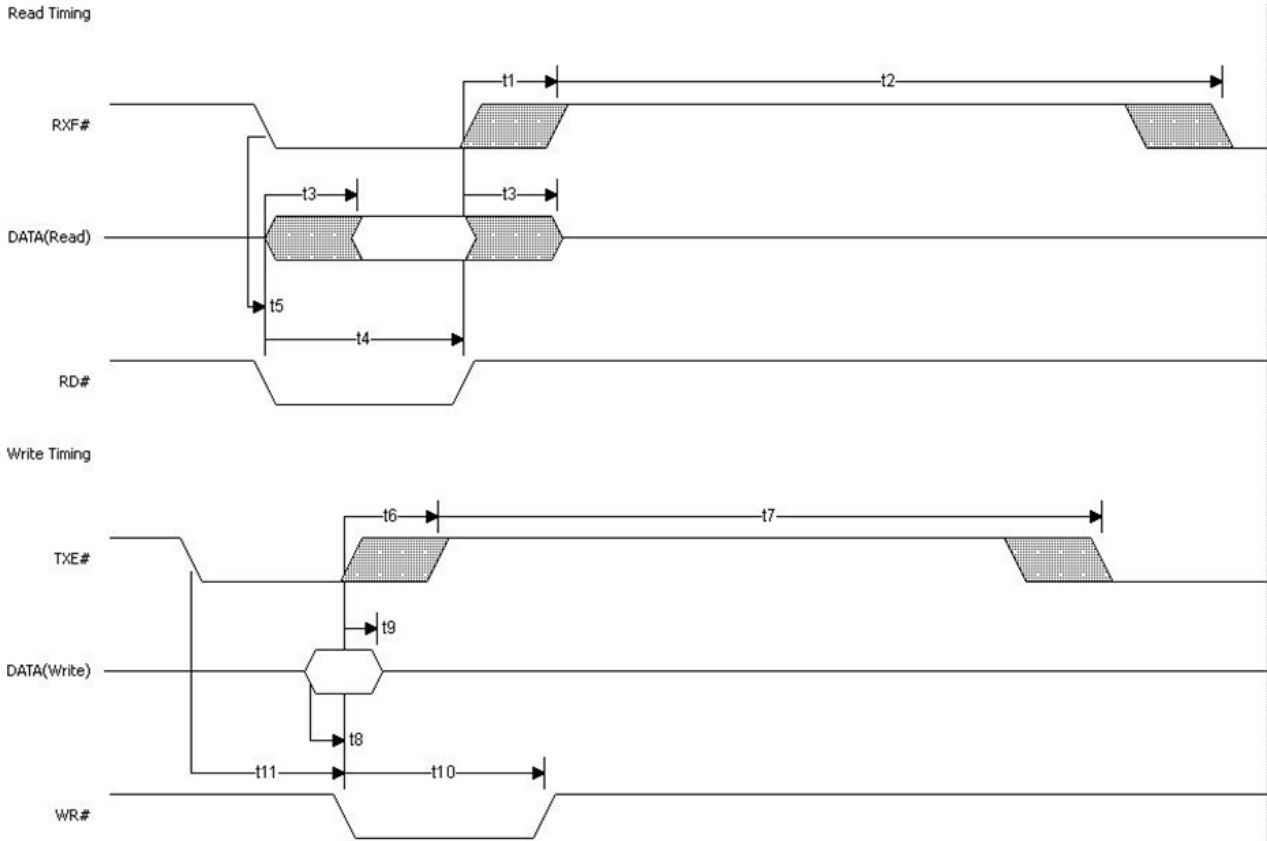 Read Timing
t1
t2
RXF#
t3
t3
DATA(Read)
t5
t4
RD#
Write Timing
t6
t7
TXE#
t9
DATA(Write)
t8
t11
t10
WR#